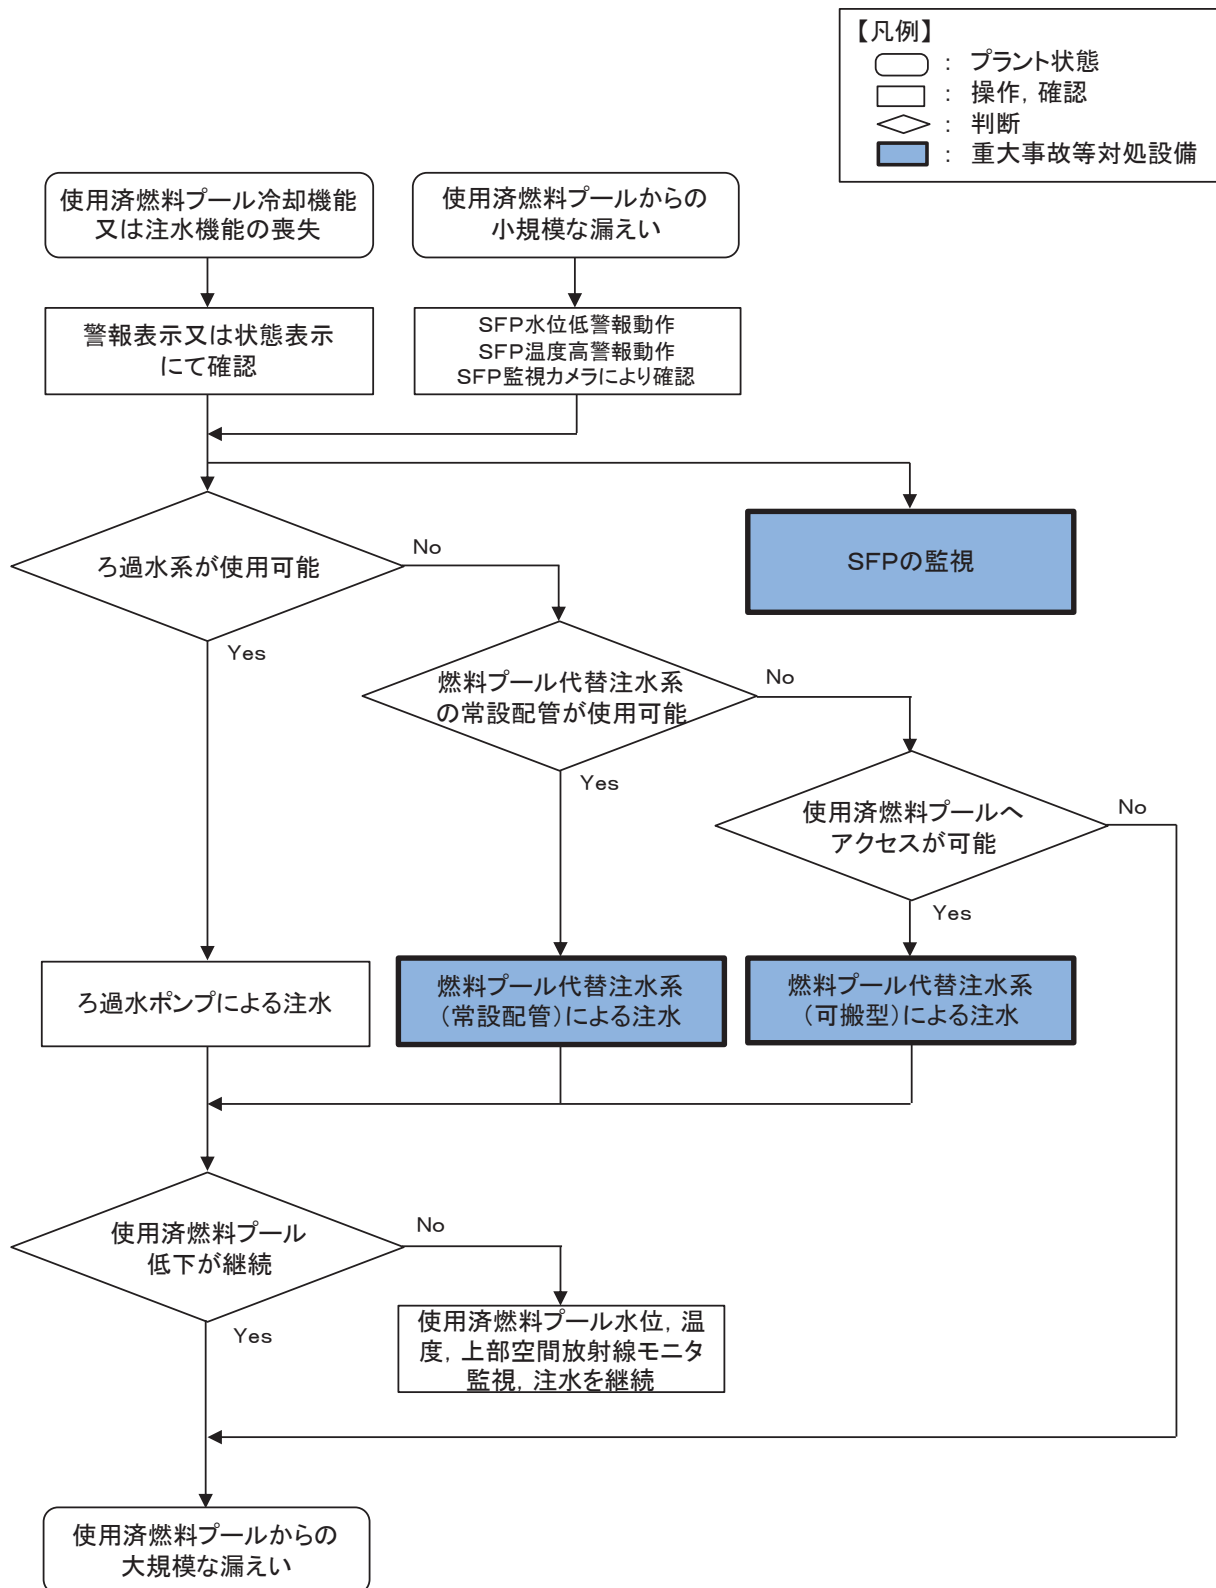 【凡例】
： プラント状態
： 操作，確認
： 判断
： 重大事故等対処設備
使用済燃料プール冷却機能
又は注水機能の喪失
使用済燃料プールからの
小規模な漏えい
警報表示又は状態表示
にて確認
SFP水位低警報動作
SFP温度高警報動作
SFP監視カメラにより確認
ろ過水系が使用可能
No
Yes
SFPの監視
燃料プール代替注水系
の常設配管が使用可能
No
Yes
使用済燃料プールへ
アクセスが可能
No
Yes
ろ過水ポンプによる注水
燃料プール代替注水系
（常設配管）による注水
燃料プール代替注水系
（可搬型）による注水
使用済燃料プール
低下が継続
No
Yes
使用済燃料プール水位，温
度，上部空間放射線モニタ
監視，注水を継続
使用済燃料プールからの
大規模な漏えい